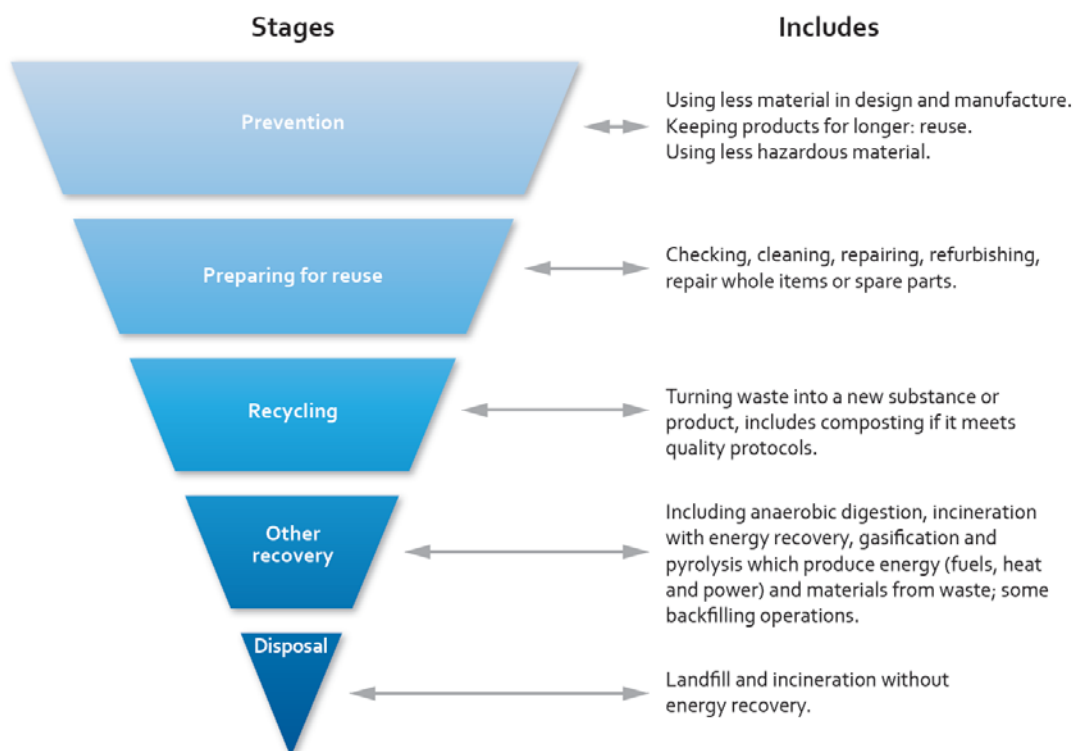 Stages
Includes
Prevention
Using less material in design and manufacture.
Keeping products for longer: reuse.
Using less hazardous material.
Preparing for reuse
Checking, cleaning, repairing, refurbishing,
repair whole items or spare parts.
Recycling
Turning waste into a new substance or
product, includes composting if it meets
quality protocols.
Other
recovery
Including anaerobic digestion, incineration
with energy recovery, gasification and
pyrolysis which produce energy (fuels, heat
and power) and materials from waste; some
backfilling operations.
Disposal
Landfill and incineration without
energy recovery.